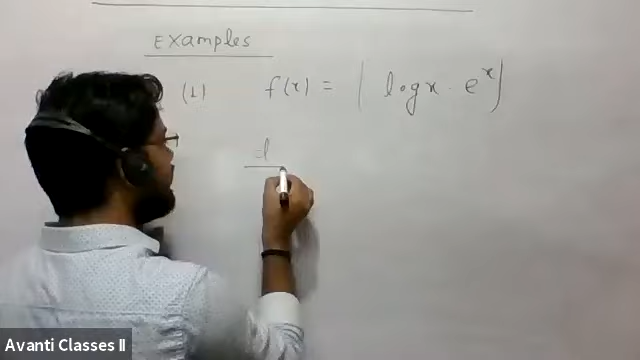 Examples
(1) f(x) = ( log x . e^x )
Avanti Classes II